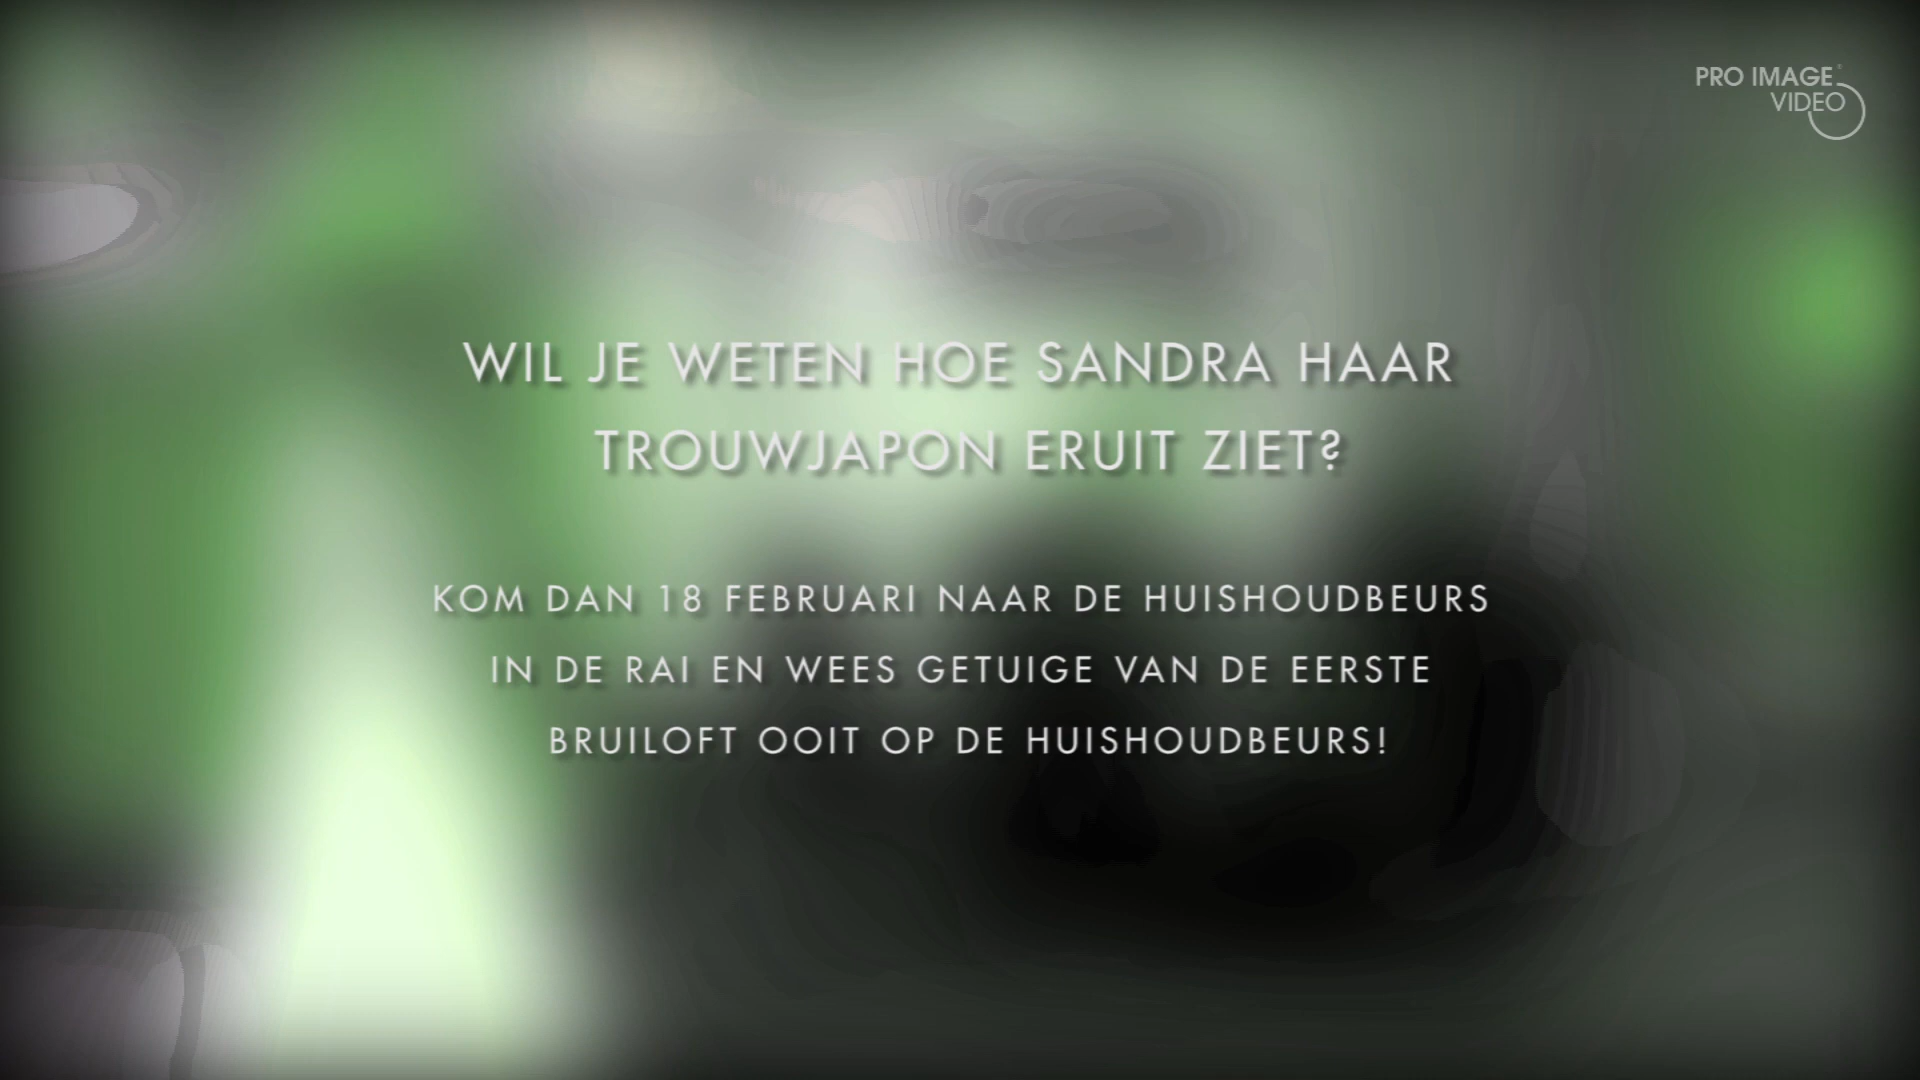 PRO IMAGE
VIDEO
WIL JE WETEN HOE SANDRA HAAR
TROUWJAPON ERUIT ZIET?
KOM DAN 18 FEBRUARI NAAR DE HUISHOUDBEURS
IN DE RAI EN WEES GETUIGE VAN DE EERSTE
BRUILOFT OOIT OP DE HUISHOUDBEURS!